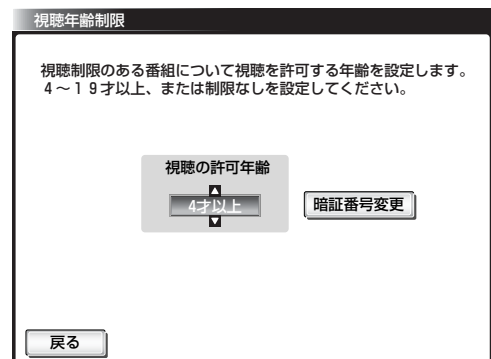 視聴年齢制限
視聴制限のある番組について視聴を許可する年齢を設定します。
4～19才以上、または制限なしを設定してください。
視聴の許可年齢
4才以上
暗証番号変更
戻る